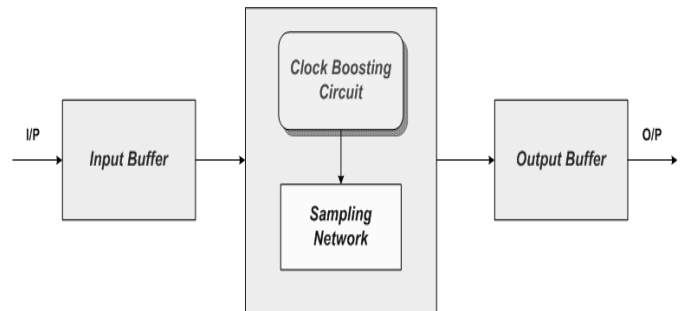 I/P
Input Buffer
Clock Boosting
Circuit
Sampling
Network
Output Buffer
O/P